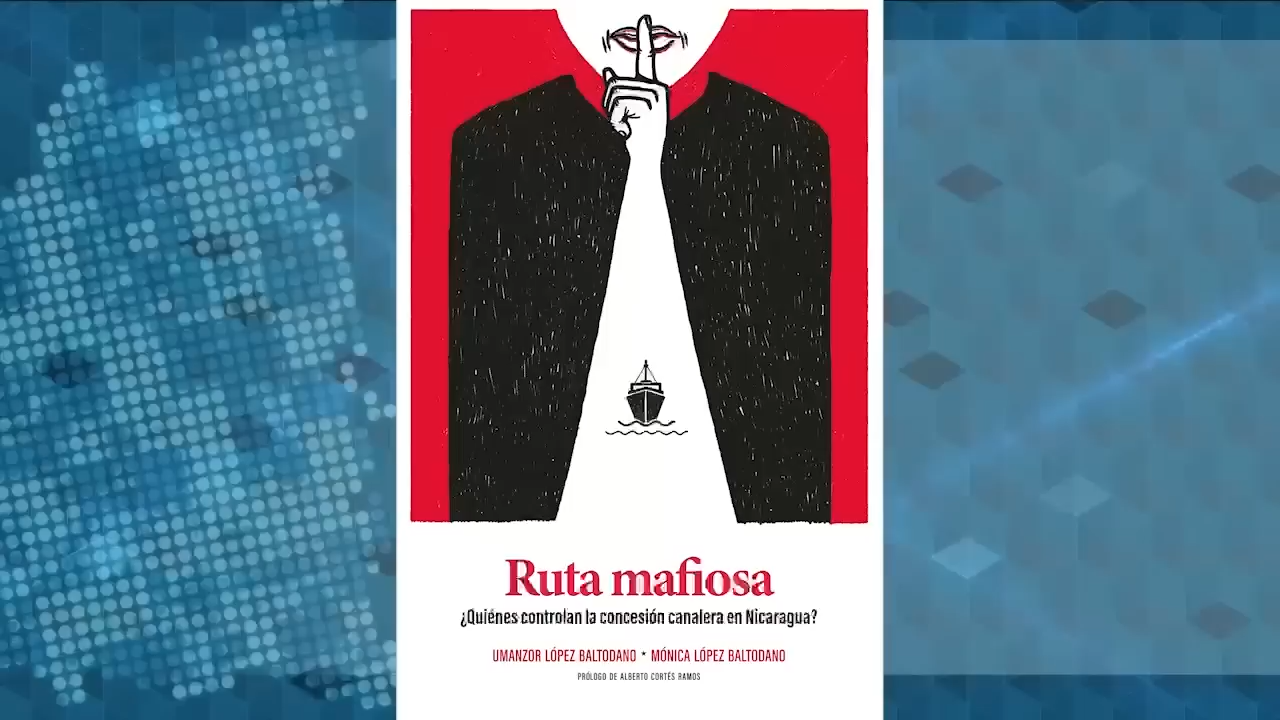 Ruta mafiosa
¿Quiénes controlan la concesión canalera en Nicaragua?
UMANZOR LÓPEZ BALTODANO * MÓNICA LÓPEZ BALTODANO
PRÓLOGO DE ALBERTO CORTÉS RAMOS